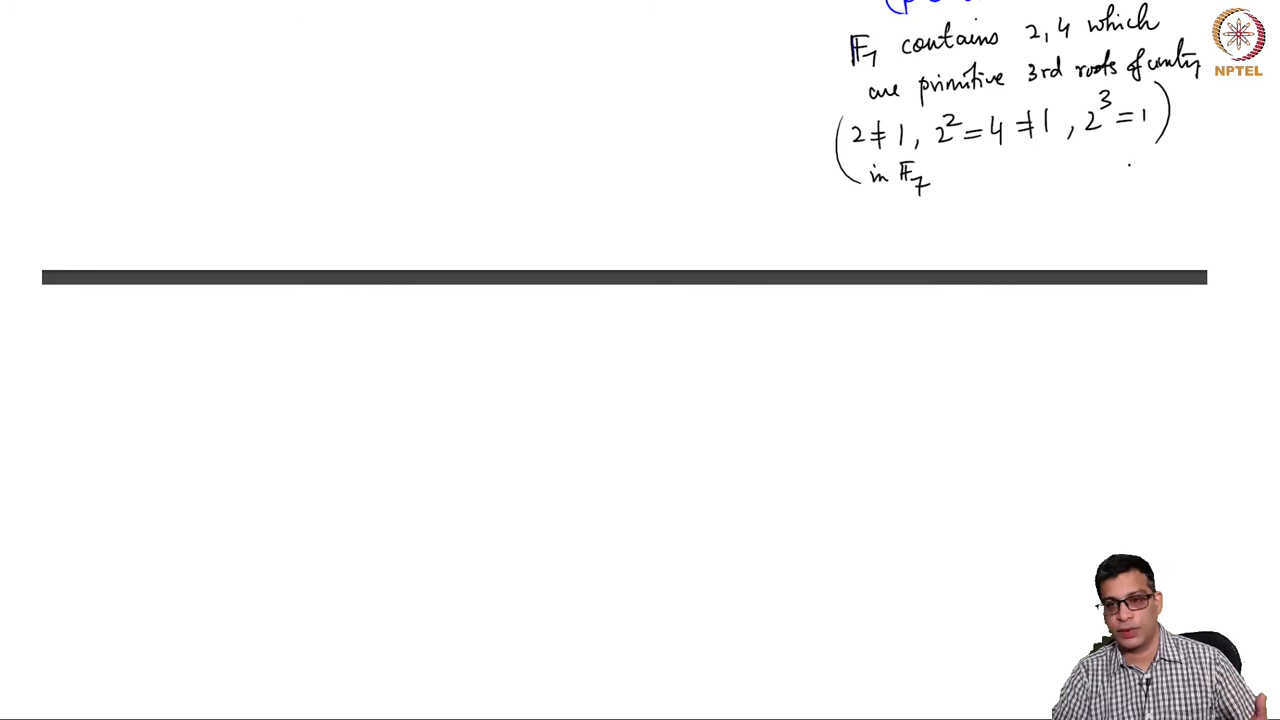 𝔽₇ contains 2, 4 which
NPTEL
are primitive 3rd roots of unity
(2 ≠ 1, 2² = 4 ≠ 1, 2³ = 1)
in 𝔽₇